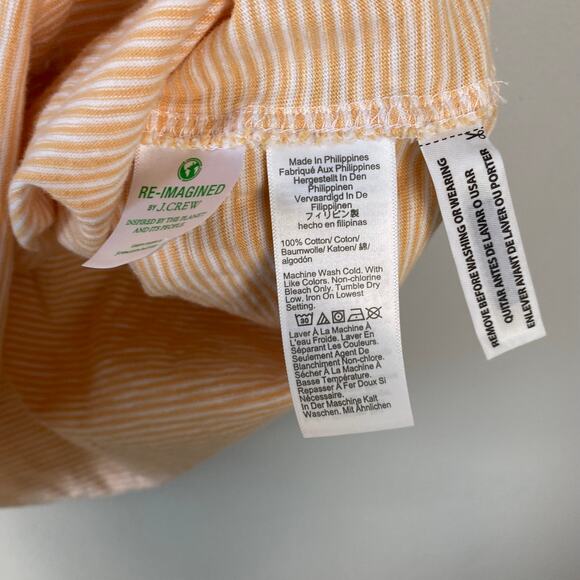 RE-IMAGINED
BY J.CREW
INSPIRED BY THE PLANET
AND ITS PEOPLE.
Made In Philippines
Fabriqué Aux Philippines
Hergestellt In Den
Philippinen
Vervaardigd In De
Filippijnen
フィリピン製
hecho en filipinas
100% Cotton/ Coton/
Baumwolle/ Katoen/ 綿/
algodón
Machine Wash Cold. With
Like Colors. Non-chlorine
Bleach Only. Tumble Dry
Low, Iron On Lowest
Setting.
30
Laver À La Machine À
L'eau Froide. Laver En
Séparant Les Couleurs.
Seulement Agent De
Blanchiment Non-chlore.
Sécher À La Machine À
Basse Température.
Repasser À Fer Doux Si
Nécessaire.
In Der Maschine Kalt
Waschen. Mit Ähnlichen
REMOVE BEFORE WASHING OR WEARING
QUITAR ANTES DE LAVAR O USAR
ENLEVER AVANT DE LAVER OU PORTER